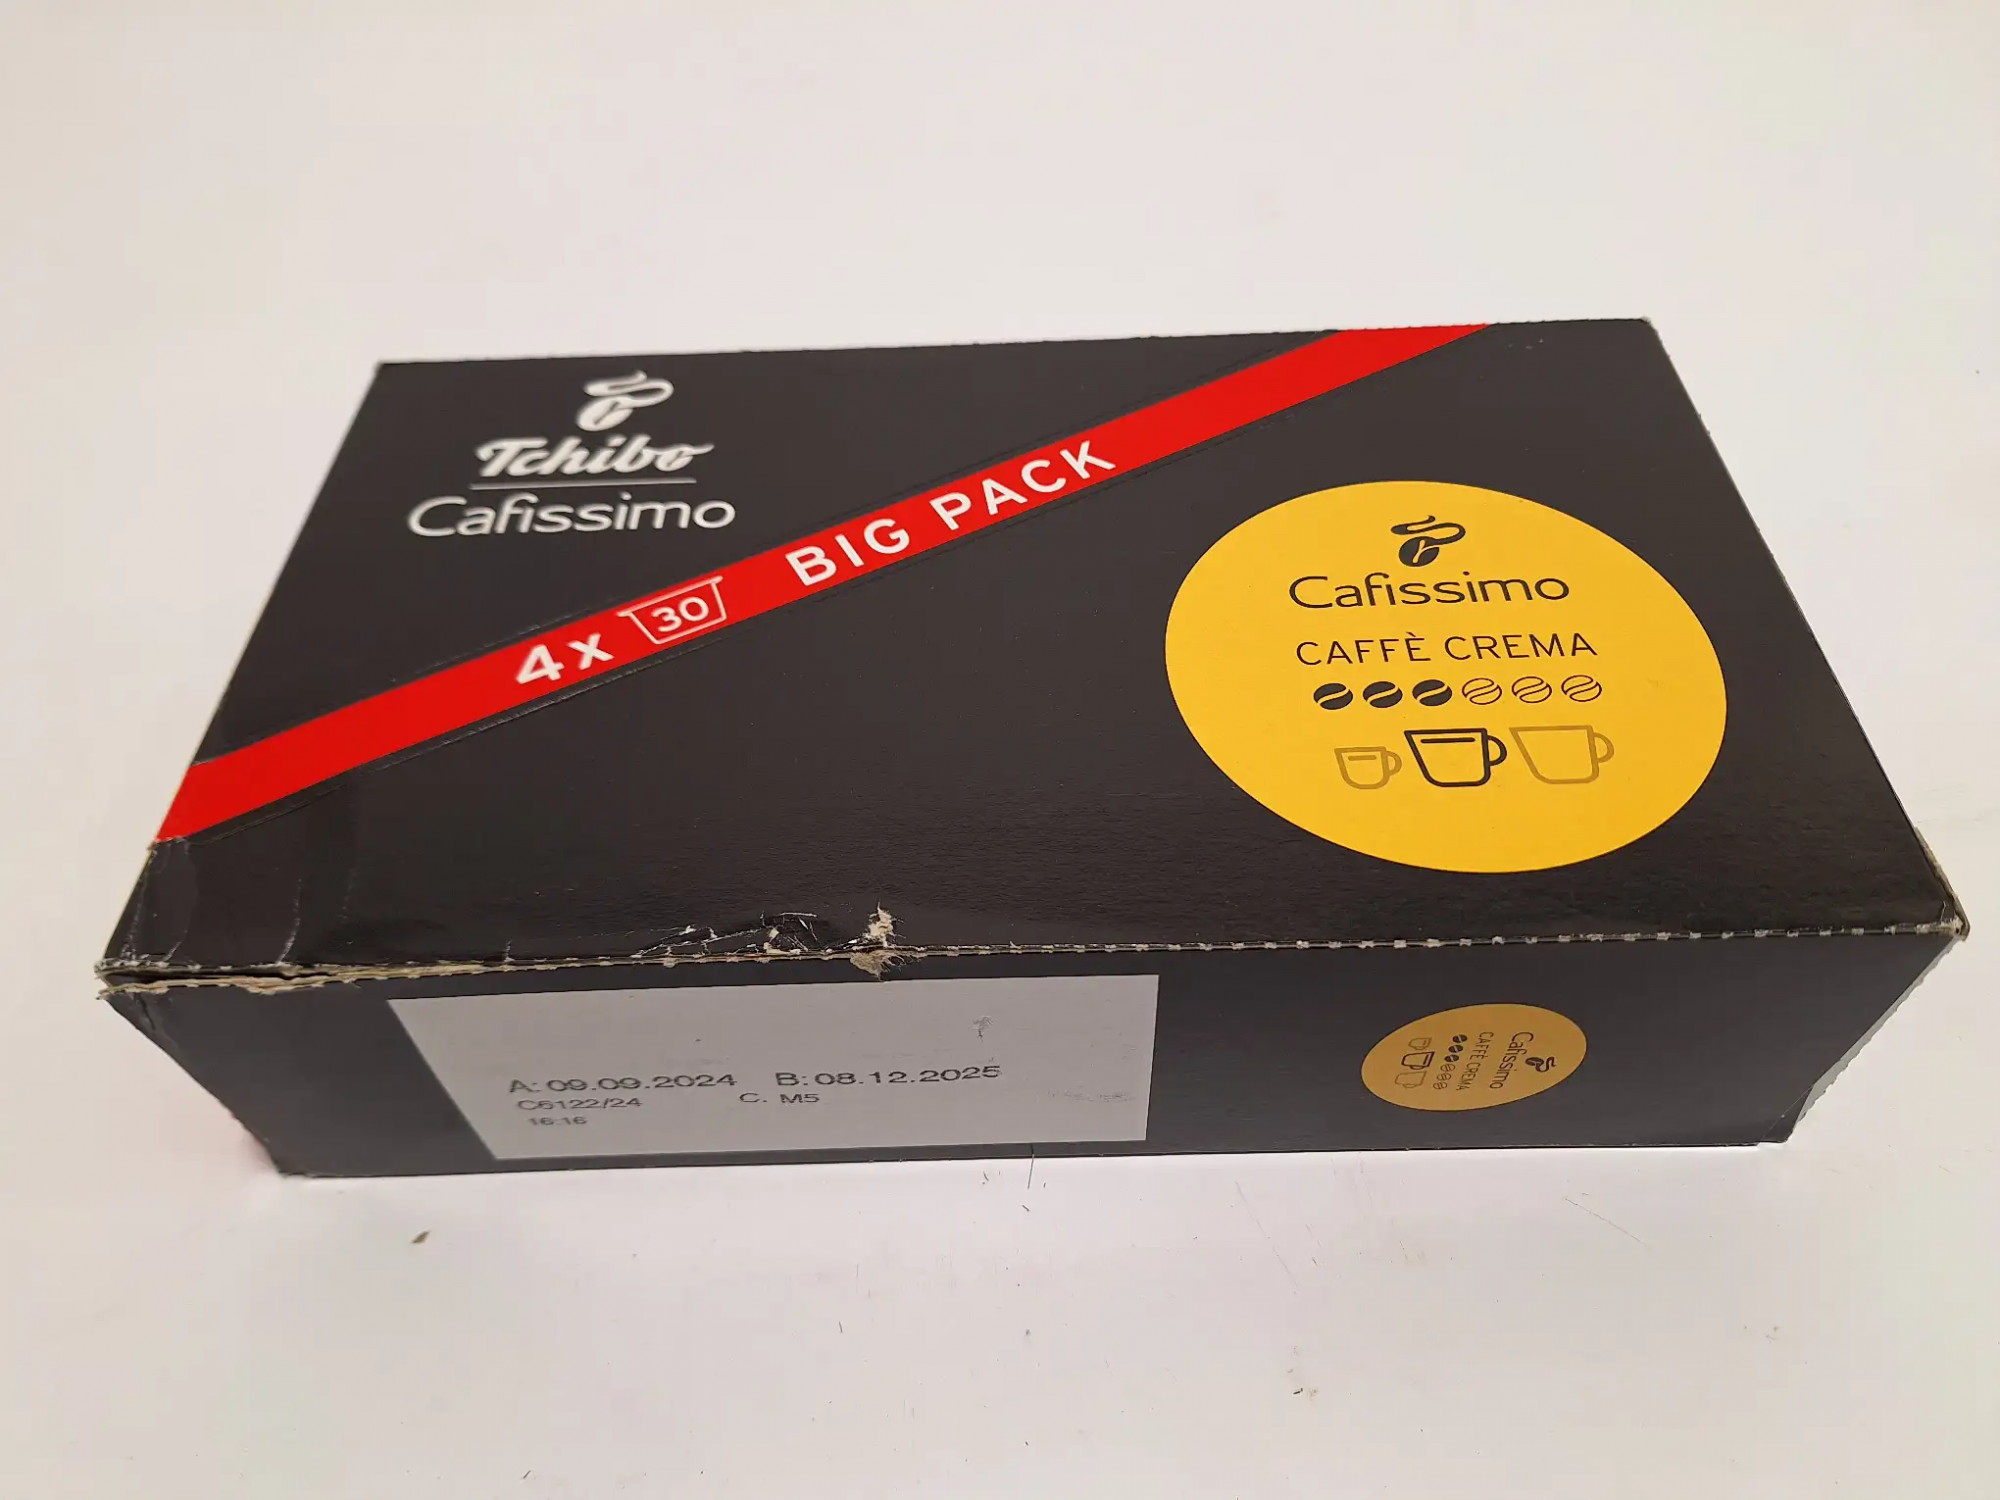 Tchibo
Cafissimo
4x 30 BIG PACK
Cafissimo
CAFFÈ CREMA
A: 09.09.2024 B: 08.12.2025
C6122/24 C. M5
16:16
Cafissimo
CAFFÈ CREMA